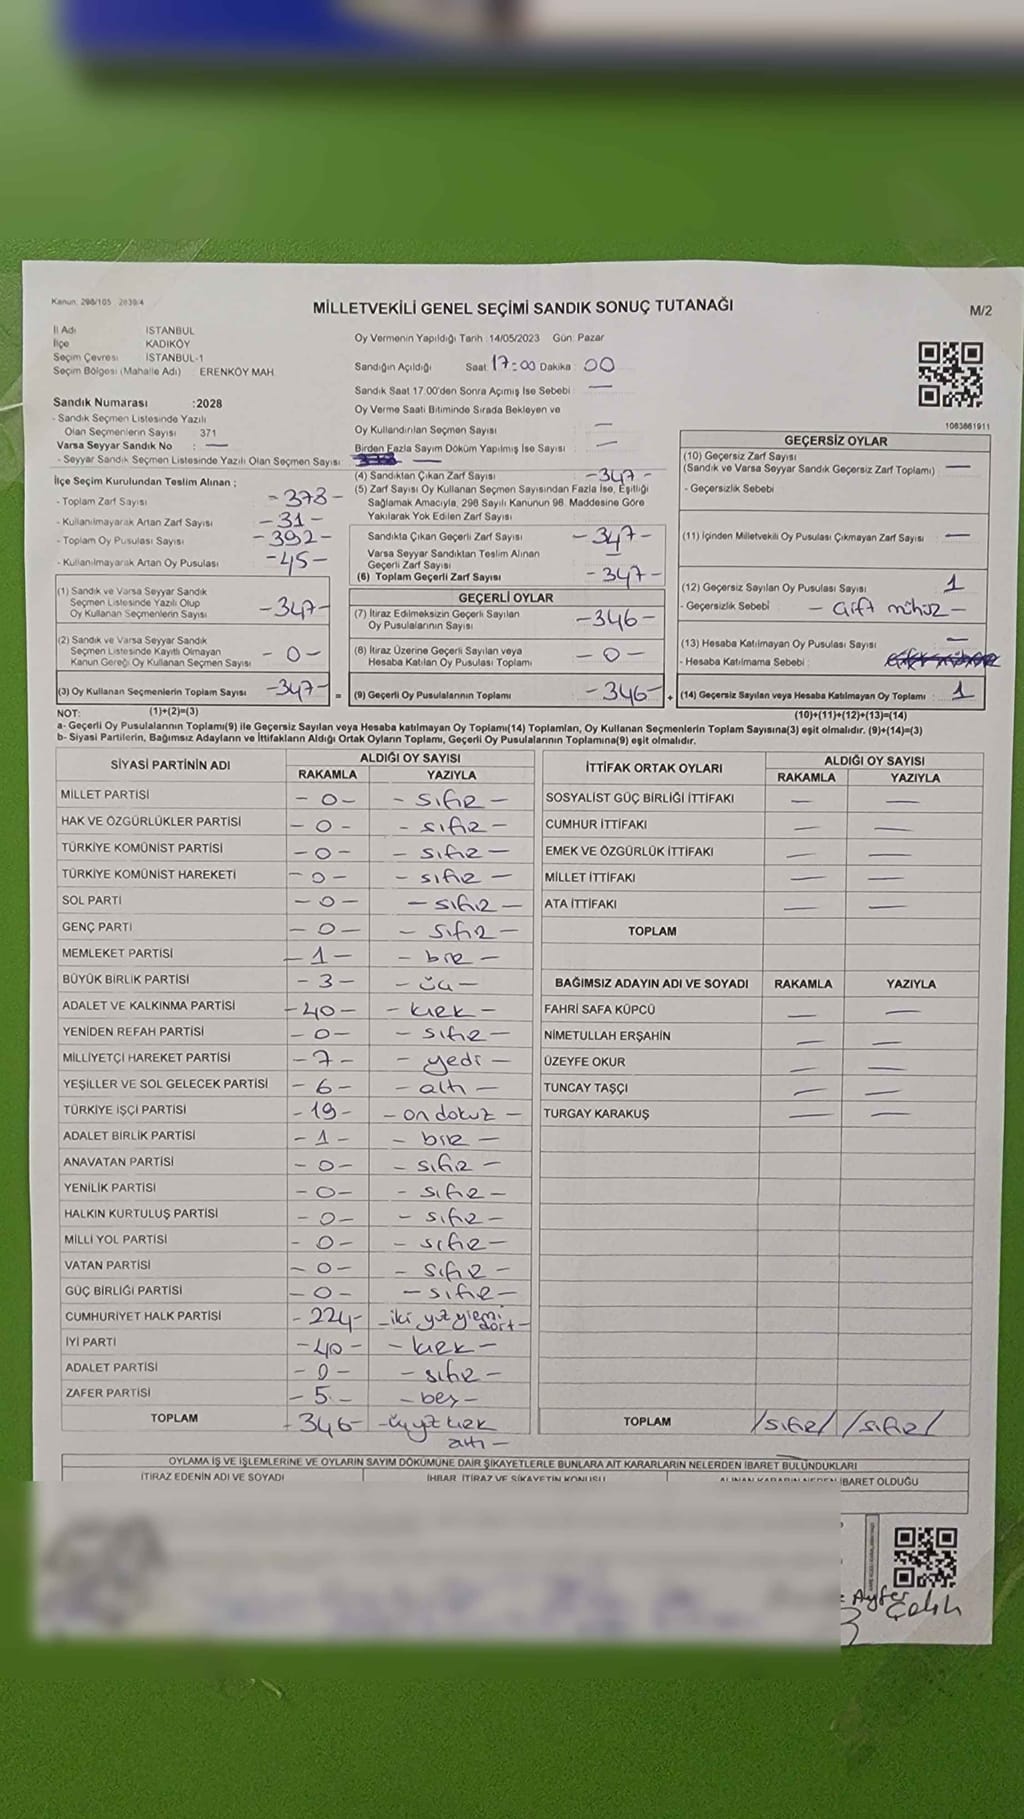 Kanun: 298/105 , 2839/4
MİLLETVEKİLİ GENEL SEÇİMİ SANDIK SONUÇ TUTANAĞI
M/2
İl Adı İSTANBUL
İlçe KADIKÖY
Seçim Çevresi İSTANBUL-1
Seçim Bölgesi (Mahalle Adı) ERENKÖY MAH.
Sandık Numarası :2028
- Sandık Seçmen Listesinde Yazılı
Olan Seçmenlerin Sayısı 371
Varsa Seyyar Sandık No : —
- Seyyar Sandık Seçmen Listesinde Yazılı Olan Seçmen Sayısı
Oy Vermenin Yapıldığı Tarih : 14/05/2023 Gün: Pazar
Sandığın Açıldığı Saat: 17:00 Dakika : 00
Sandık Saat 17.00'den Sonra Açımış İse Sebebi : —
Oy Verme Saati Bitiminde Sırada Bekleyen ve
Oy Kullandırılan Seçmen Sayısı : —
Birden Fazla Sayım Döküm Yapılmış İse Sayısı : —
1083861911
İlçe Seçim Kurulundan Teslim Alınan ;
- Toplam Zarf Sayısı : - 378 -
- Kullanılmayarak Artan Zarf Sayısı : - 31 -
- Toplam Oy Pusulası Sayısı : - 392 -
- Kullanılmayarak Artan Oy Pusulası : - 45 -
(1) Sandık ve Varsa Seyyar Sandık
Seçmen Listesinde Yazılı Olup
Oy Kullanan Seçmenlerin Sayısı : - 347 -
(2) Sandık ve Varsa Seyyar Sandık
Seçmen Listesinde Kayıtlı Olmayan
Kanun Gereği Oy Kullanan Seçmen Sayısı : - 0 -
(3) Oy Kullanan Seçmenlerin Toplam Sayısı : - 347 - =
(1)+(2)=(3)
(4) Sandıktan Çıkan Zarf Sayısı : - 347 -
(5) Zarf Sayısı Oy Kullanan Seçmen Sayısından Fazla İse, Eşitliği
Sağlamak Amacıyla, 298 Sayılı Kanunun 98. Maddesine Göre
Yakılarak Yok Edilen Zarf Sayısı :
Sandıkta Çıkan Geçerli Zarf Sayısı : - 347 -
Varsa Seyyar Sandıktan Teslim Alınan
Geçerli Zarf Sayısı : —
(6) Toplam Geçerli Zarf Sayısı : - 347 -
GEÇERLİ OYLAR
(7) İtiraz Edilmeksizin Geçerli Sayılan
Oy Pusulalarının Sayısı : - 346 -
(8) İtiraz Üzerine Geçerli Sayılan veya
Hesaba Katılan Oy Pusulası Toplamı : - 0 -
(9) Geçerli Oy Pusulalarının Toplamı : - 346 - +
GEÇERSİZ OYLAR
(10) Geçersiz Zarf Sayısı
(Sandık ve Varsa Seyyar Sandık Geçersiz Zarf Toplamı) : —
- Geçersizlik Sebebi :
(11) İçinden Milletvekili Oy Pusulası Çıkmayan Zarf Sayısı : —
(12) Geçersiz Sayılan Oy Pusulası Sayısı : 1
- Geçersizlik Sebebi : - çift mühür -
(13) Hesaba Katılmayan Oy Pusulası Sayısı : —
- Hesaba Katılmama Sebebi :
(14) Geçersiz Sayılan veya Hesaba Katılmayan Oy Toplamı : 1
(10)+(11)+(12)+(13)=(14)
NOT:
a- Geçerli Oy Pusulalarının Toplamı(9) ile Geçersiz Sayılan veya Hesaba katılmayan Oy Toplamı(14) Toplamları, Oy Kullanan Seçmenlerin Toplam Sayısına(3) eşit olmalıdır. (9)+(14)=(3)
b- Siyasi Partilerin, Bağımsız Adayların ve İttifakların Aldığı Ortak Oyların Toplamı, Geçerli Oy Pusulalarının Toplamına(9) eşit olmalıdır.
SİYASİ PARTİNİN ADI ALDIĞI OY SAYISI
RAKAMLA YAZIYLA
MİLLET PARTİSİ - 0 - - sıfır -
HAK VE ÖZGÜRLÜKLER PARTİSİ - 0 - - sıfır -
TÜRKİYE KOMÜNİST PARTİSİ - 0 - - sıfır -
TÜRKİYE KOMÜNİST HAREKETİ - 0 - - sıfır -
SOL PARTİ - 0 - - sıfır -
GENÇ PARTİ - 0 - - sıfır -
MEMLEKET PARTİSİ - 1 - - bir -
BÜYÜK BİRLİK PARTİSİ - 3 - - üç -
ADALET VE KALKINMA PARTİSİ - 40 - - kırk -
YENİDEN REFAH PARTİSİ - 0 - - sıfır -
MİLLİYETÇİ HAREKET PARTİSİ - 7 - - yedi -
YEŞİLLER VE SOL GELECEK PARTİSİ - 6 - - altı -
TÜRKİYE İŞÇİ PARTİSİ - 19 - - on dokuz -
ADALET BİRLİK PARTİSİ - 1 - - bir -
ANAVATAN PARTİSİ - 0 - - sıfır -
YENİLİK PARTİSİ - 0 - - sıfır -
HALKIN KURTULUŞ PARTİSİ - 0 - - sıfır -
MİLLİ YOL PARTİSİ - 0 - - sıfır -
VATAN PARTİSİ - 0 - - sıfır -
GÜÇ BİRLİĞİ PARTİSİ - 0 - - sıfır -
CUMHURİYET HALK PARTİSİ - 224 - - iki yüz yirmi dört -
İYİ PARTİ - 40 - - kırk -
ADALET PARTİSİ - 0 - - sıfır -
ZAFER PARTİSİ - 5 - - beş -
TOPLAM - 346 - - üçyüz kırk altı -
İTTİFAK ORTAK OYLARI ALDIĞI OY SAYISI
RAKAMLA YAZIYLA
SOSYALİST GÜÇ BİRLİĞİ İTTİFAKI — —
CUMHUR İTTİFAKI — —
EMEK VE ÖZGÜRLÜK İTTİFAKI — —
MİLLET İTTİFAKI — —
ATA İTTİFAKI — —
TOPLAM
BAĞIMSIZ ADAYIN ADI VE SOYADI RAKAMLA YAZIYLA
FAHRİ SAFA KÜPCÜ — —
NİMETULLAH ERŞAHİN — —
ÜZEYFE OKUR — —
TUNCAY TAŞÇI — —
TURGAY KARAKUŞ — —
TOPLAM /sıfır/ /sıfır/
OYLAMA İŞ VE İŞLEMLERİNE VE OYLARIN SAYIM DÖKÜMÜNE DAİR ŞİKAYETLERLE BUNLARA AİT KARARLARIN NELERDEN İBARET BULUNDUKLARI
İTİRAZ EDENİN ADI VE SOYADI İHBAR, İTİRAZ VE ŞİKAYETİN KONUSU ALINAN KARARIN NEDEN İBARET OLDUĞU
Ayfer
Çelik